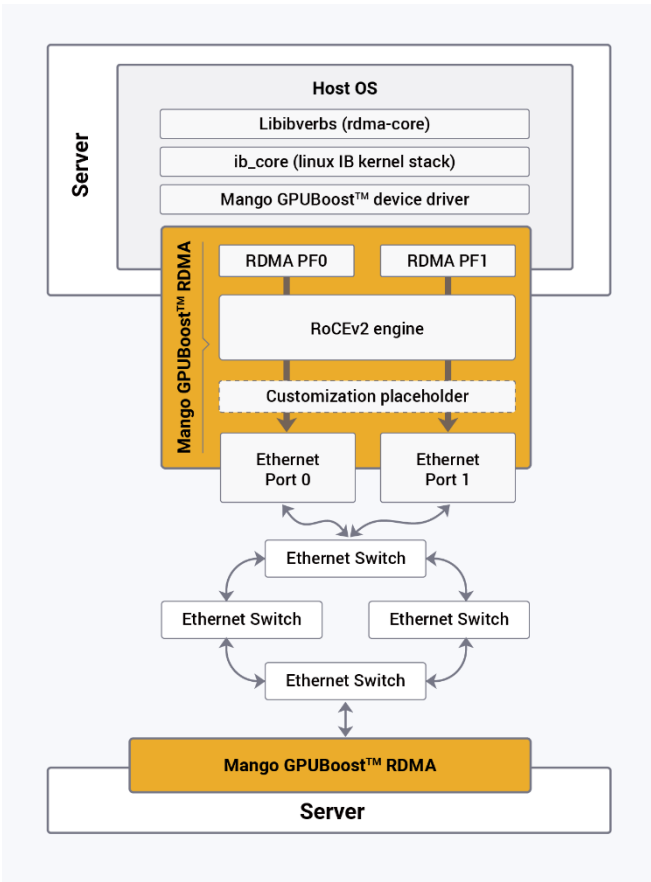 Server
Host OS
Libibverbs (rdma-core)
ib_core (linux IB kernel stack)
Mango GPUBoost™ device driver
Mango GPUBoost™ RDMA
RDMA PF0
RDMA PF1
RoCEv2 engine
Customization placeholder
Ethernet
Port 0
Ethernet
Port 1
Ethernet Switch
Ethernet Switch
Ethernet Switch
Ethernet Switch
Mango GPUBoost™ RDMA
Server